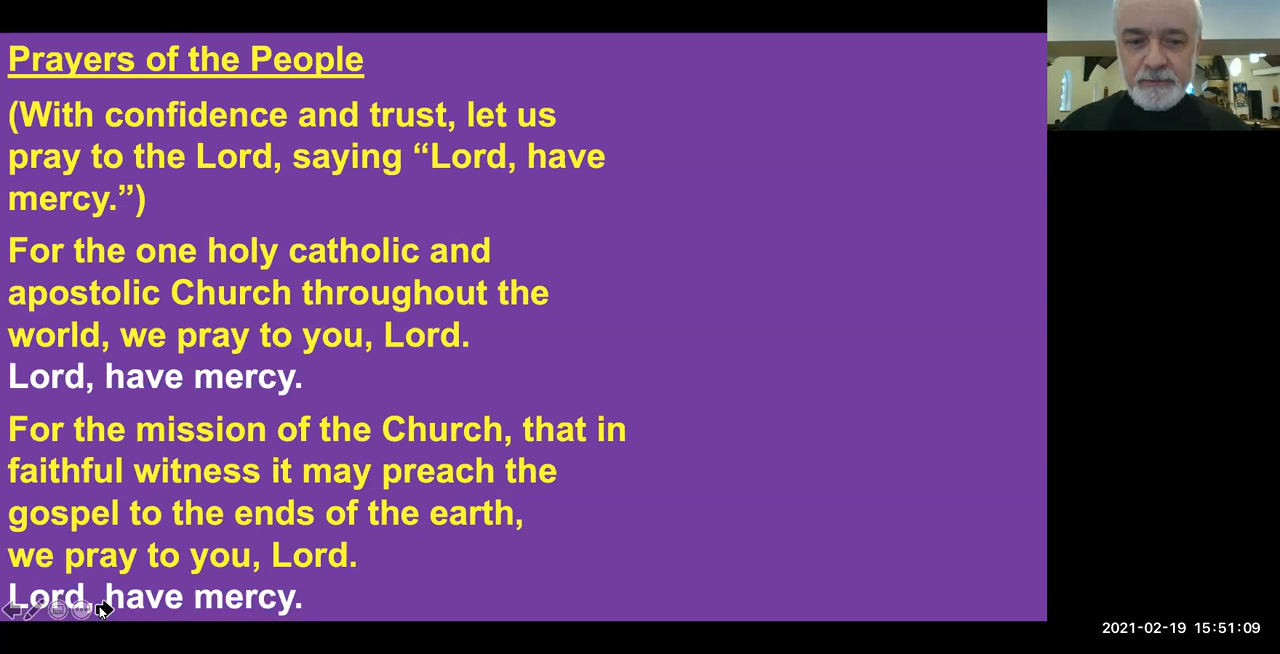 Prayers of the People
(With confidence and trust, let us
pray to the Lord, saying “Lord, have
mercy.”)
For the one holy catholic and
apostolic Church throughout the
world, we pray to you, Lord.
Lord, have mercy.
For the mission of the Church, that in
faithful witness it may preach the
gospel to the ends of the earth,
we pray to you, Lord.
Lord, have mercy.
2021-02-19 15:51:09